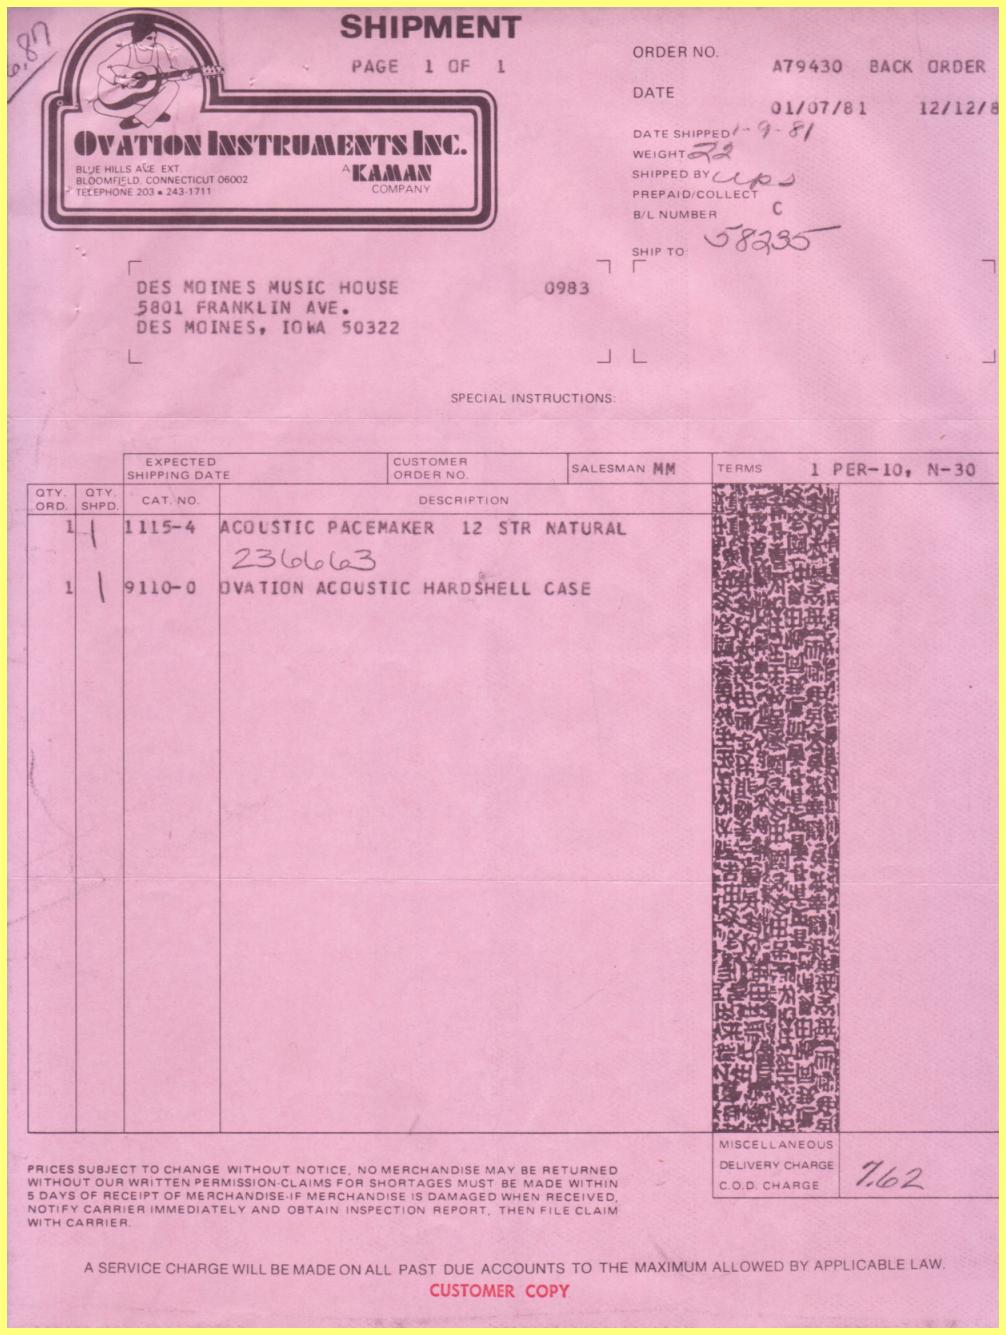 SHIPMENT
PAGE 1 OF 1
87
OVATION INSTRUMENTS INC.
BLUE HILLS AVE EXT.
BLOOMFIELD, CONNECTICUT 06002
TELEPHONE 203 • 243-1711
A KAMAN
COMPANY
ORDER NO.
A79430 BACK ORDER
DATE
01/07/81 12/12/8
DATE SHIPPED 1-9-81
WEIGHT 22
SHIPPED BY ups
PREPAID/COLLECT
C
B/L NUMBER
58235
SHIP TO:
DES MOINES MUSIC HOUSE 0983
5801 FRANKLIN AVE.
DES MOINES, IOWA 50322
SPECIAL INSTRUCTIONS:
EXPECTED SHIPPING DATE
CUSTOMER ORDER NO.
SALESMAN MM
TERMS 1 PER-10, N-30
QTY. ORD. QTY. SHPD. CAT. NO. DESCRIPTION
1 1 1115-4 ACOUSTIC PACEMAKER 12 STR NATURAL
236663
1 1 9110-0 OVATION ACOUSTIC HARDSHELL CASE
MISCELLANEOUS
DELIVERY CHARGE
C.O.D. CHARGE 7.62
PRICES SUBJECT TO CHANGE WITHOUT NOTICE, NO MERCHANDISE MAY BE RETURNED
WITHOUT OUR WRITTEN PERMISSION-CLAIMS FOR SHORTAGES MUST BE MADE WITHIN
5 DAYS OF RECEIPT OF MERCHANDISE-IF MERCHANDISE IS DAMAGED WHEN RECEIVED,
NOTIFY CARRIER IMMEDIATELY AND OBTAIN INSPECTION REPORT, THEN FILE CLAIM
WITH CARRIER.
A SERVICE CHARGE WILL BE MADE ON ALL PAST DUE ACCOUNTS TO THE MAXIMUM ALLOWED BY APPLICABLE LAW.
CUSTOMER COPY